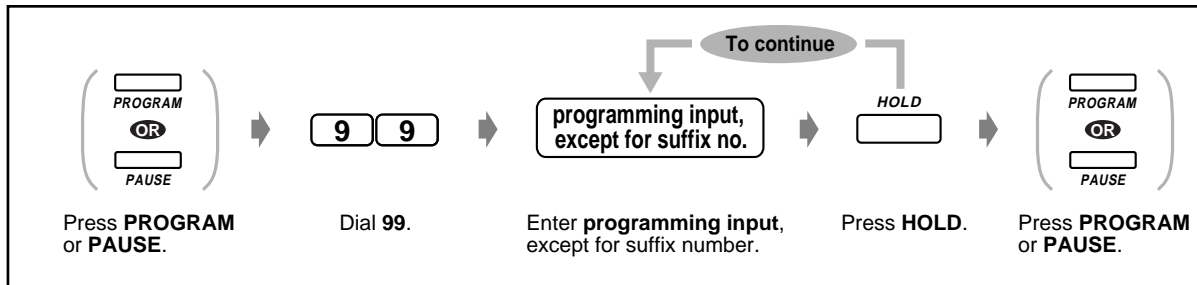 To continue
PROGRAM
OR
PAUSE
9 9
programming input,
except for suffix no.
HOLD
PROGRAM
OR
PAUSE
Press PROGRAM
or PAUSE.
Dial 99.
Enter programming input,
except for suffix number.
Press HOLD.
Press PROGRAM
or PAUSE.